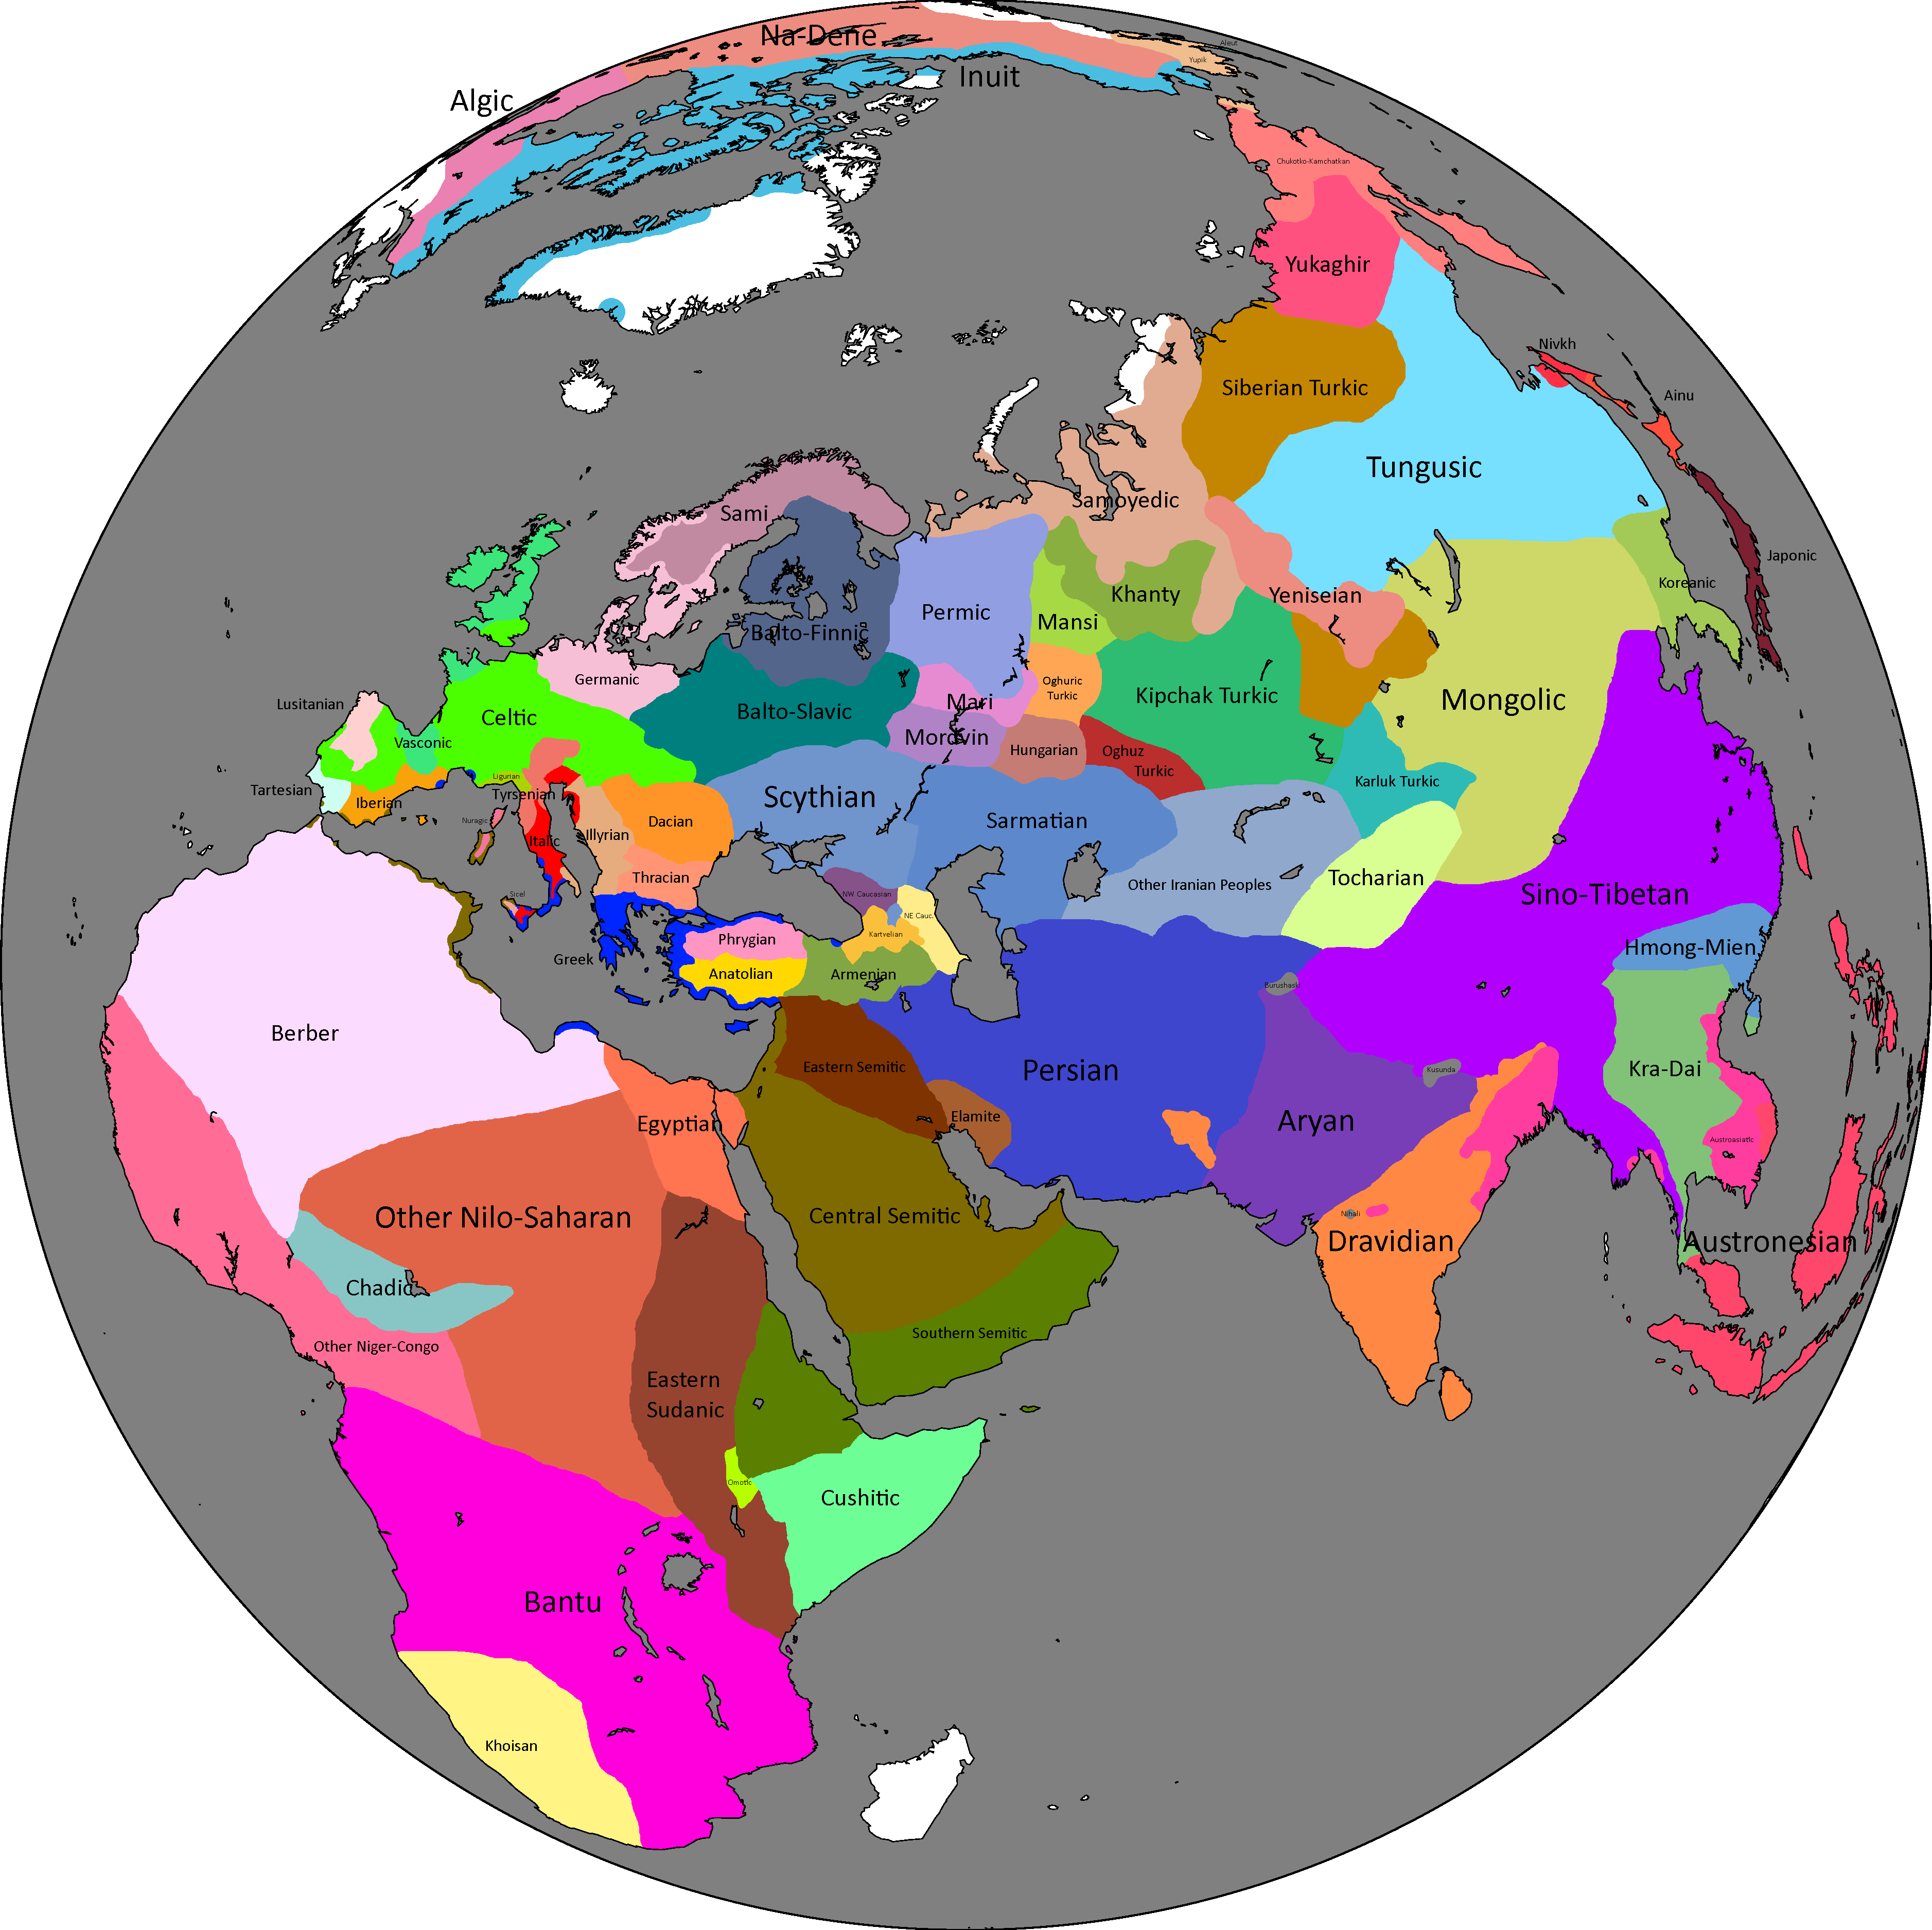 Na-Dene
Aleut
Yupik
Inuit
Algic
Chukotko-Kamchatkan
Yukaghir
Nivkh
Siberian Turkic
Ainu
Tungusic
Samoyedic
Sami
Japonic
Koreanic
Khanty
Yeniseian
Permic
Mansi
Balto-Finnic
Germanic
Oghuric
Turkic
Kipchak Turkic
Mongolic
Lusitanian
Mari
Celtic
Balto-Slavic
Vasconic
Mordvin
Hungarian
Oghuz
Turkic
Ligurian
Karluk Turkic
Tartesian
Tyrsenian
Iberian
Scythian
Nuragic
Dacian
Sarmatian
Illyrian
Italic
Thracian
Tocharian
Other Iranian Peoples
Sicel
NW Caucasian
Sino-Tibetan
NE Cauc.
Kartvelian
Phrygian
Hmong-Mien
Greek
Anatolian
Armenian
Burushaski
Berber
Eastern Semitic
Persian
Kusunda
Kra-Dai
Elamite
Egyptian
Aryan
Austroasiatic
Other Nilo-Saharan
Central Semitic
Nihali
Dravidian
Austronesian
Chadic
Southern Semitic
Other Niger-Congo
Eastern
Sudanic
Omotic
Cushitic
Bantu
Khoisan